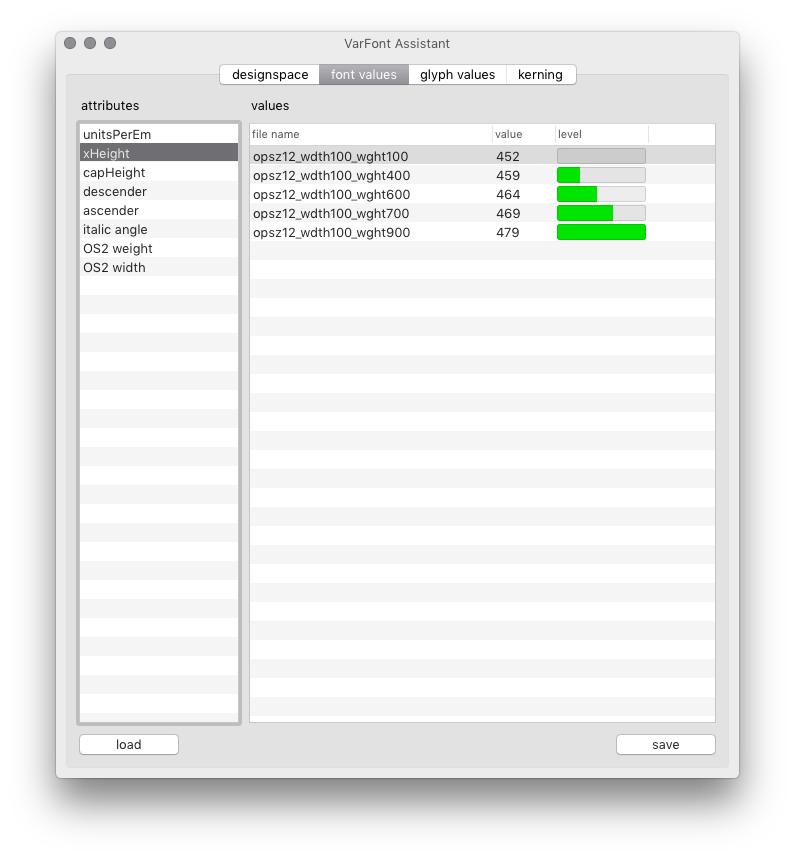 VarFont Assistant
designspace font values glyph values kerning
attributes values
file name value level
unitsPerEm
xHeight
capHeight
descender
ascender
italic angle
OS2 weight
OS2 width
opsz12_wdth100_wght100 452
opsz12_wdth100_wght400 459
opsz12_wdth100_wght600 464
opsz12_wdth100_wght700 469
opsz12_wdth100_wght900 479
load save